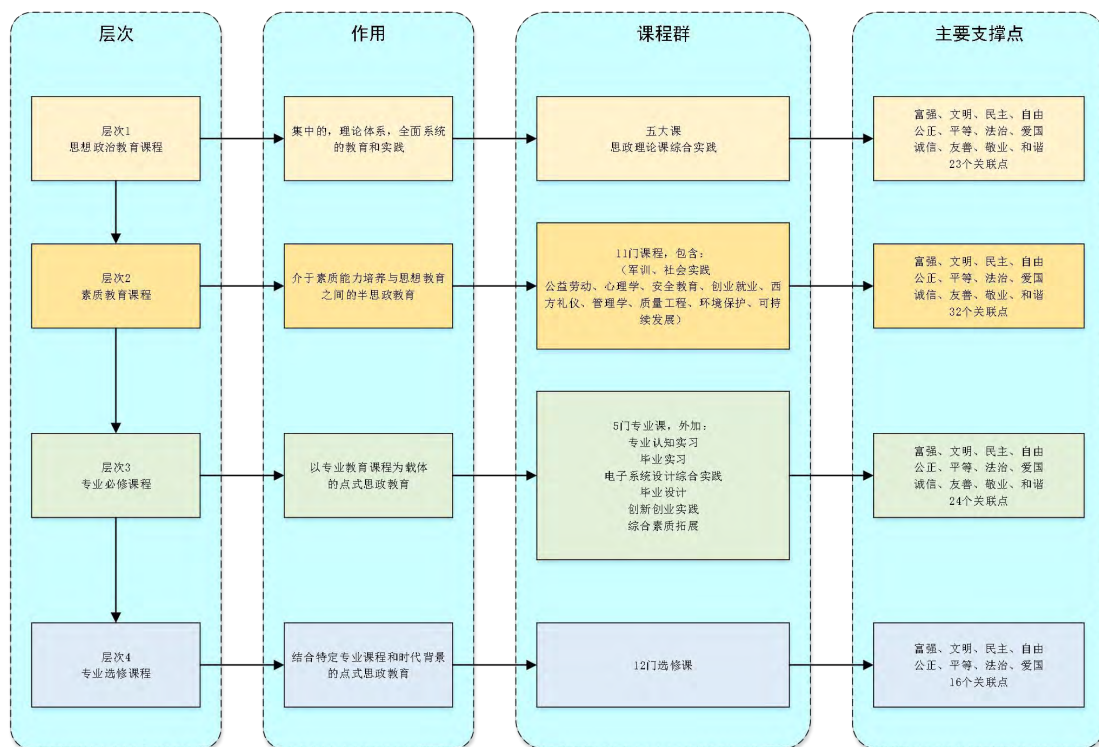 层次
作用
课程群
主要支撑点
层次1
思想政治教育课程
集中的，理论体系，全面系统
的教育和实践
五大课
思政理论课综合实践
富强、文明、民主、自由
公正、平等、法治、爱国
诚信、友善、敬业、和谐
23个关联点
层次2
素质教育课程
介于素质能力培养与思想教育
之间的半思政教育
11门课程，包含：
（军训、社会实践
公益劳动、心理学、安全教育、创业就业、西
方礼仪、管理学、质量工程、环境保护、可持
续发展）
富强、文明、民主、自由
公正、平等、法治、爱国
诚信、友善、敬业、和谐
32个关联点
层次3
专业必修课程
以专业教育课程为载体
的点式思政教育
5门专业课，外加：
专业认知实习
毕业实习
电子系统设计综合实践
毕业设计
创新创业实践
综合素质拓展
富强、文明、民主、自由
公正、平等、法治、爱国
诚信、友善、敬业、和谐
24个关联点
层次4
专业选修课程
结合特定专业课程和时代背景
的点式思政教育
12门选修课
富强、文明、民主、自由
公正、平等、法治、爱国
16个关联点